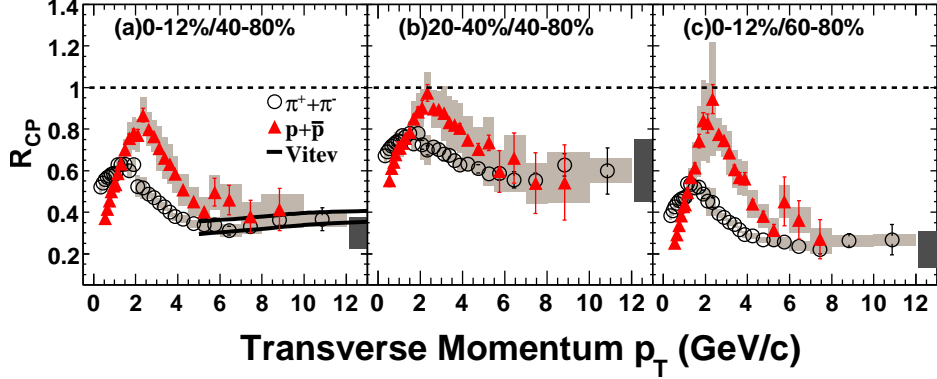 (a)0-12%/40-80%
(b)20-40%/40-80%
(c)0-12%/60-80%
1.4
1.2
1
0.8
0.6
0.4
0.2
R_CP
π⁺+π⁻
p+p̄
Vitev
0 2 4 6 8 10 12
0 2 4 6 8 10 12
0 2 4 6 8 10 12
Transverse Momentum p_T (GeV/c)